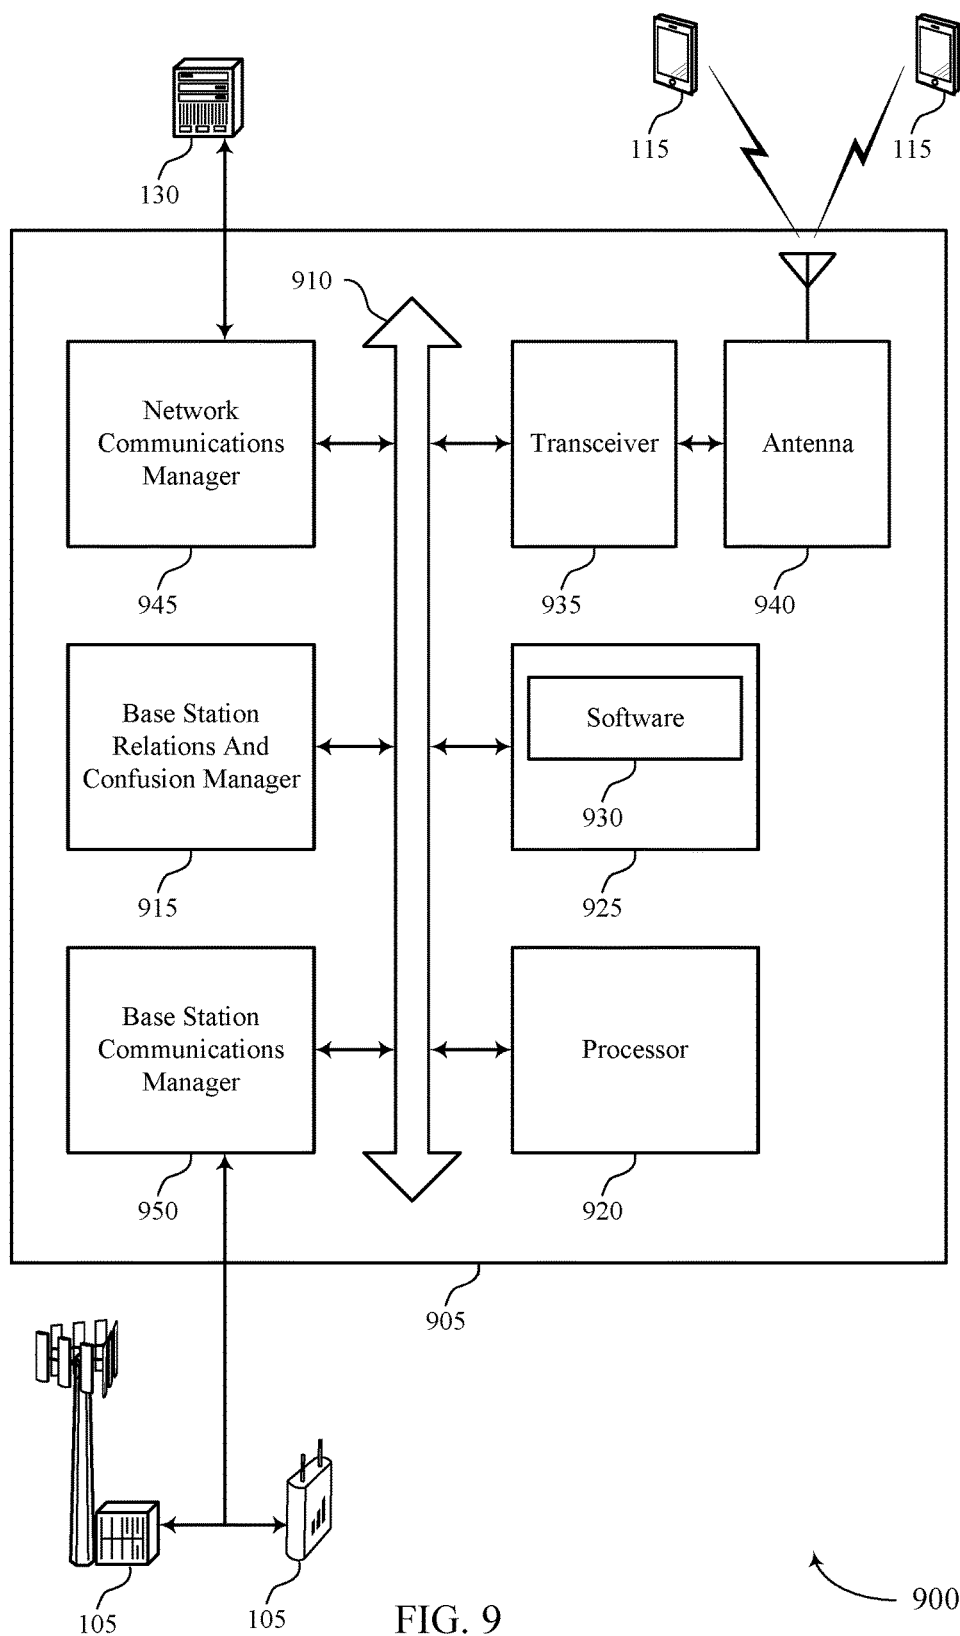 115
115
130
910
Network
Communications
Manager
Transceiver
Antenna
945
935
940
Base Station
Relations And
Confusion Manager
Software
930
915
925
Base Station
Communications
Manager
Processor
950
920
905
105
105
900
FIG. 9